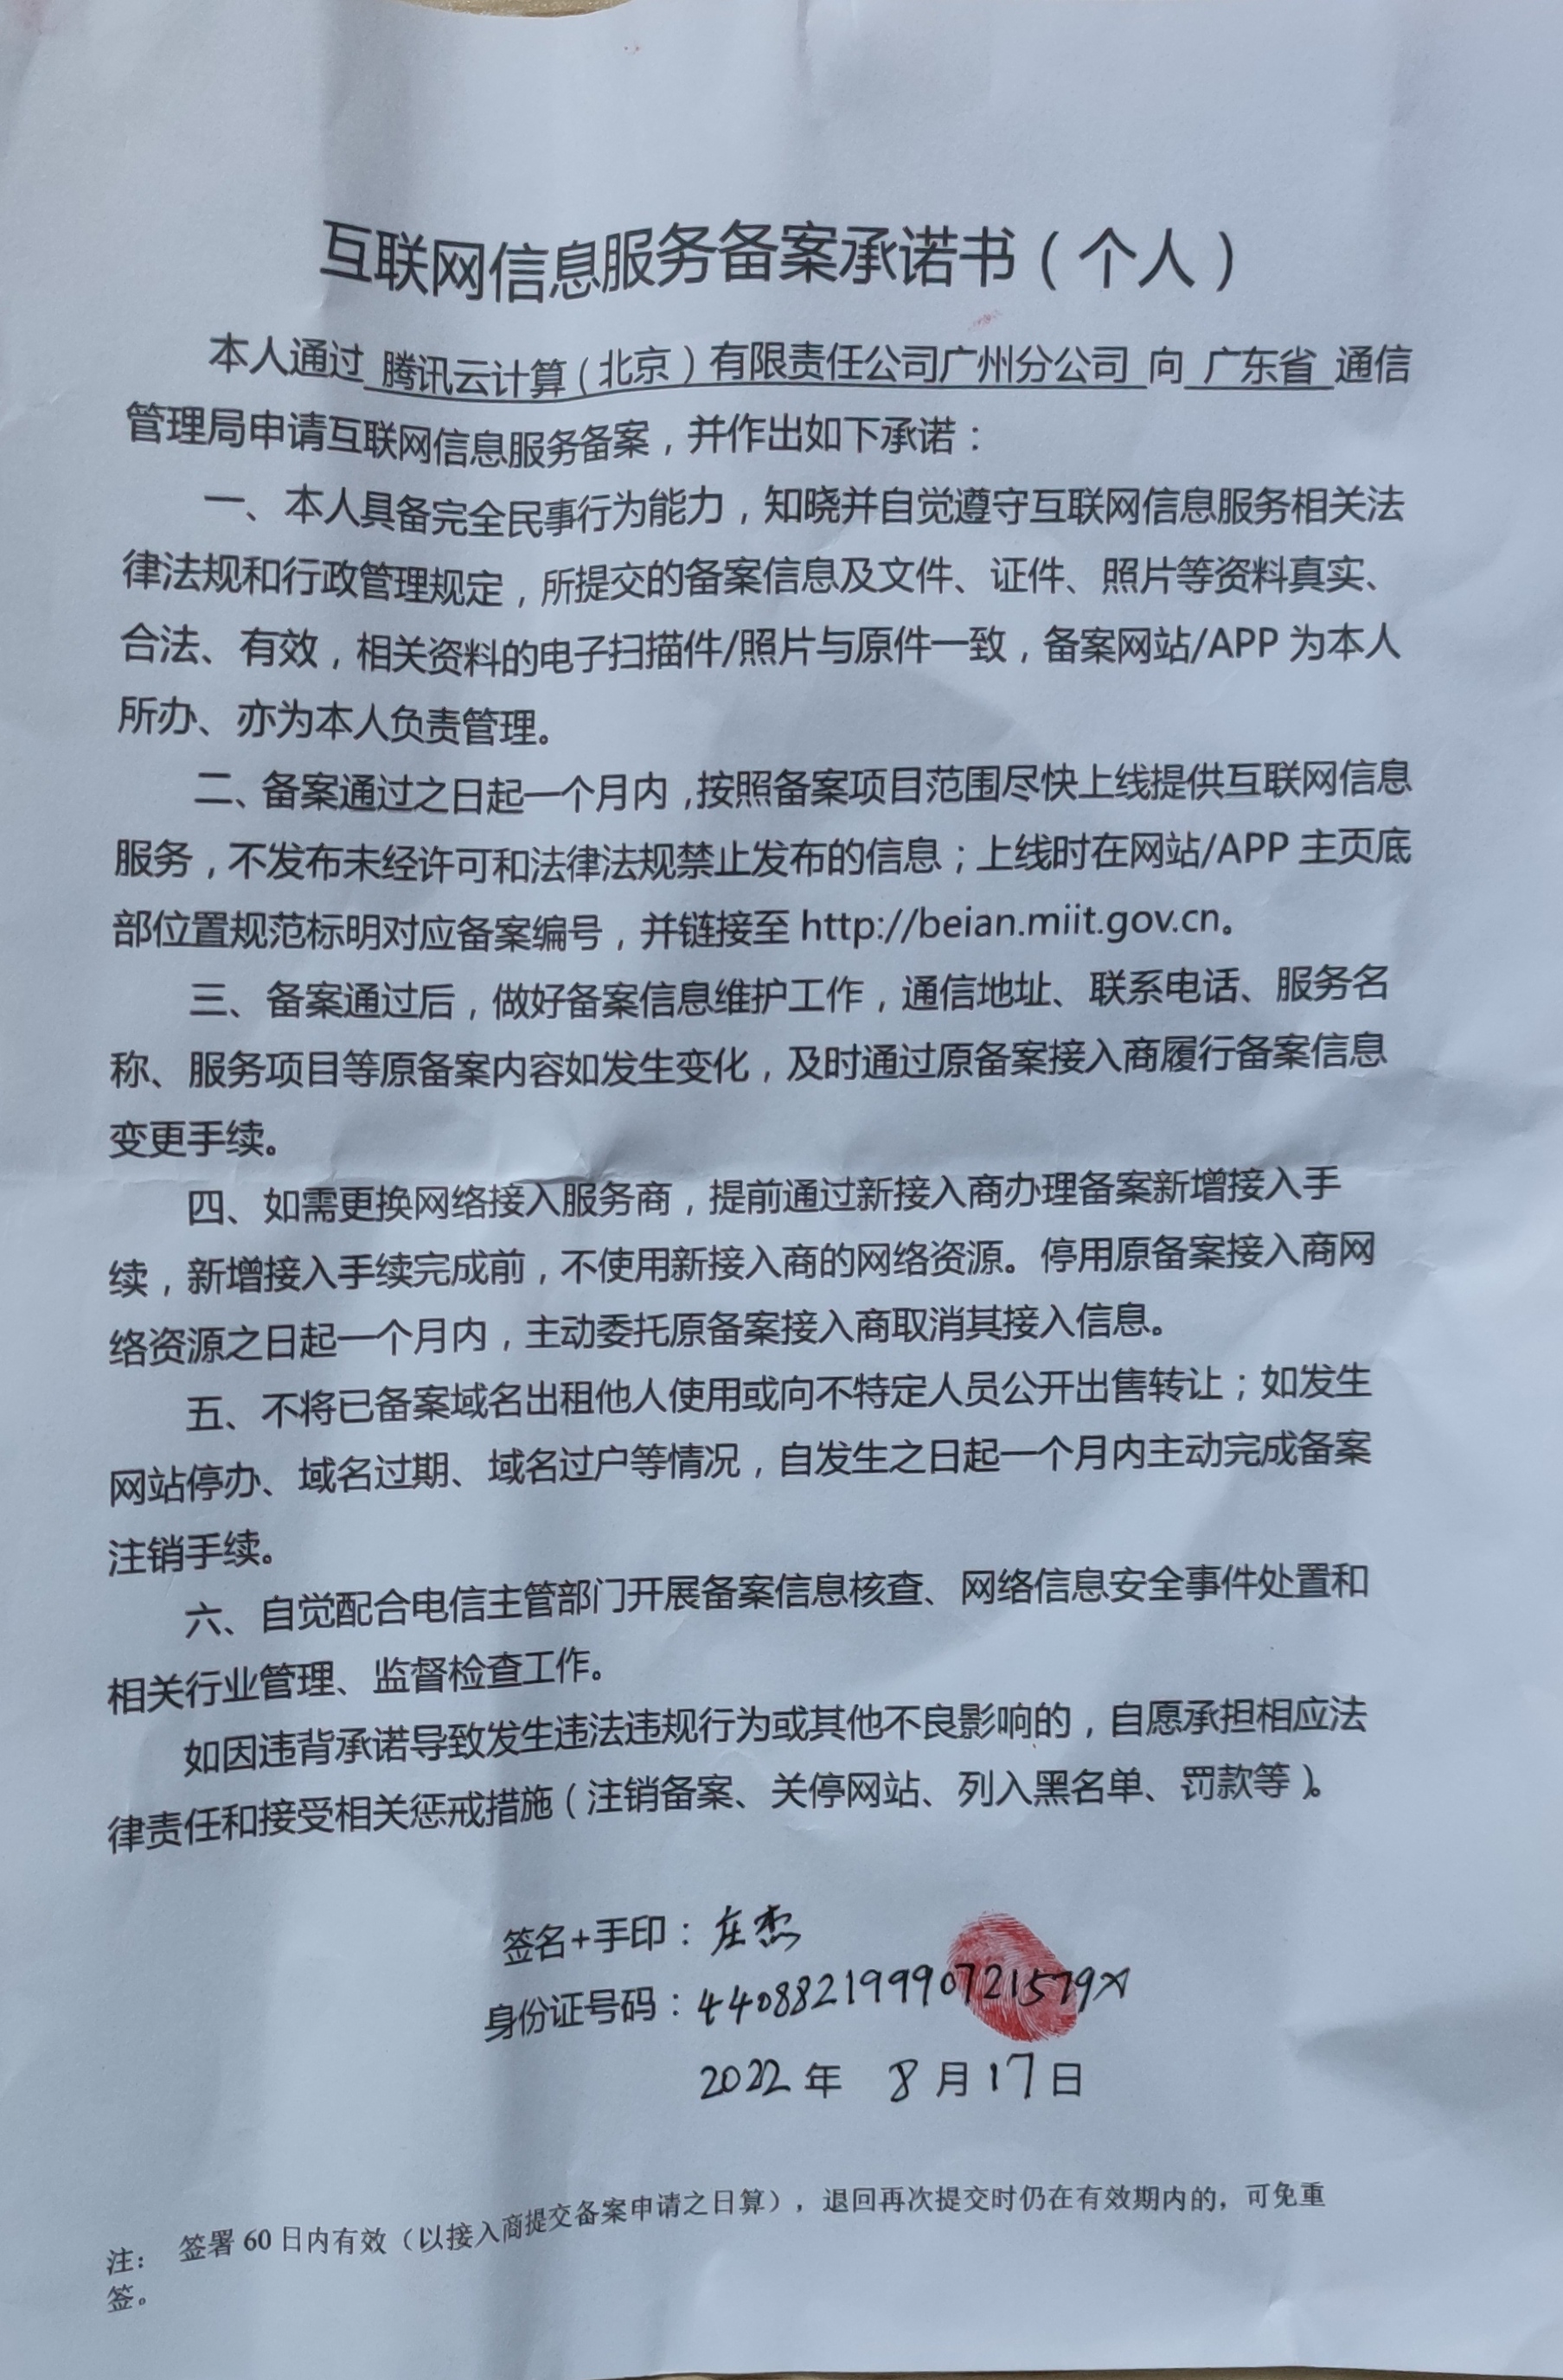 互联网信息服务备案承诺书（个人）
本人通过 腾讯云计算（北京）有限责任公司广州分公司 向 广东省 通信
管理局申请互联网信息服务备案，并作出如下承诺：
一、本人具备完全民事行为能力，知晓并自觉遵守互联网信息服务相关法
律法规和行政管理规定，所提交的备案信息及文件、证件、照片等资料真实、
合法、有效，相关资料的电子扫描件/照片与原件一致，备案网站/APP 为本人
所办、亦为本人负责管理。
二、备案通过之日起一个月内，按照备案项目范围尽快上线提供互联网信息
服务，不发布未经许可和法律法规禁止发布的信息；上线时在网站/APP 主页底
部位置规范标明对应备案编号，并链接至 http://beian.miit.gov.cn。
三、备案通过后，做好备案信息维护工作，通信地址、联系电话、服务名
称、服务项目等原备案内容如发生变化，及时通过原备案接入商履行备案信息
变更手续。
四、如需更换网络接入服务商，提前通过新接入商办理备案新增接入手
续，新增接入手续完成前，不使用新接入商的网络资源。停用原备案接入商网
络资源之日起一个月内，主动委托原备案接入商取消其接入信息。
五、不将已备案域名出租他人使用或向不特定人员公开出售转让；如发生
网站停办、域名过期、域名过户等情况，自发生之日起一个月内主动完成备案
注销手续。
六、自觉配合电信主管部门开展备案信息核查、网络信息安全事件处置和
相关行业管理、监督检查工作。
如因违背承诺导致发生违法违规行为或其他不良影响的，自愿承担相应法
律责任和接受相关惩戒措施（注销备案、关停网站、列入黑名单、罚款等）。
签名+手印：庄杰
身份证号码：44088219990721579X
2022 年 8 月 17 日
注： 签署 60 日内有效（以接入商提交备案申请之日算），退回再次提交时仍在有效期内的，可免重
签。